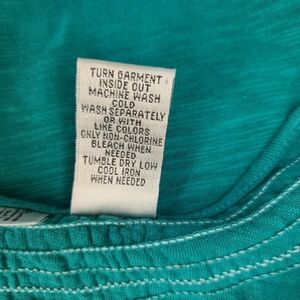 TURN GARMENT
INSIDE OUT
MACHINE WASH
COLD
WASH SEPARATELY
OR WITH
LIKE COLORS
ONLY NON-CHLORINE
BLEACH WHEN
NEEDED
TUMBLE DRY LOW
COOL IRON
WHEN NEEDED